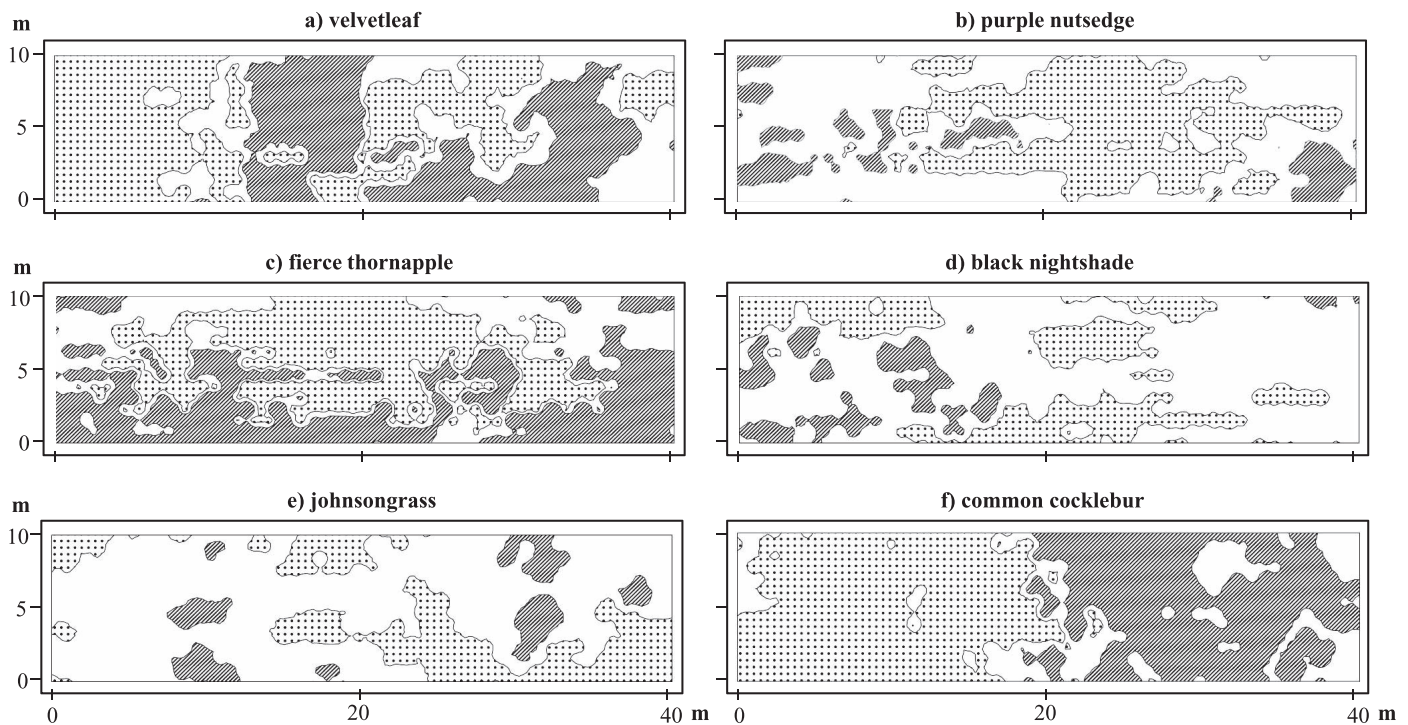 m
a) velvetleaf
b) purple nutsedge
10
5
0
m
c) fierce thornapple
d) black nightshade
10
5
0
m
e) johnsongrass
f) common cocklebur
10
5
0
0 20 40 m
0 20 40 m